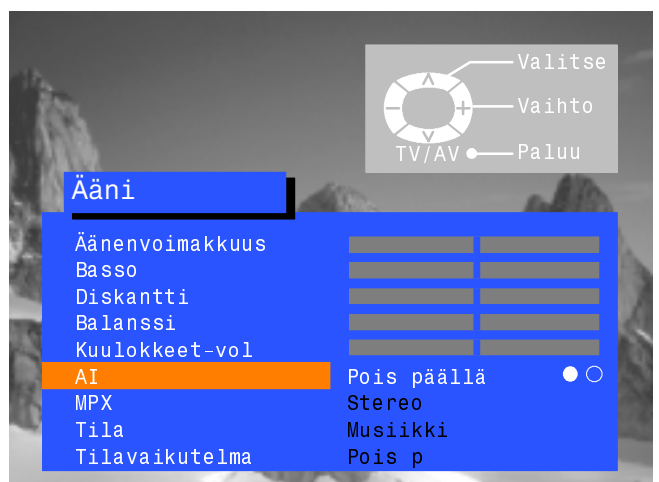 Valitse
Vaihto
TV/AV Paluu
Ääni
Äänenvoimakkuus
Basso
Diskantti
Balanssi
Kuulokkeet-vol
AI Pois päällä
MPX Stereo
Tila Musiikki
Tilavaikutelma Pois p